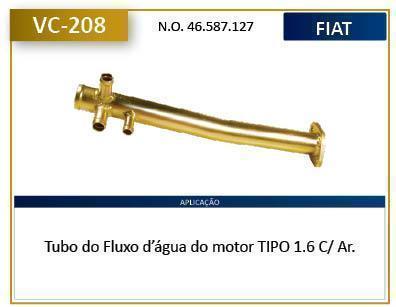 VC-208
N.O. 46.587.127
FIAT
APLICAÇÃO
Tubo do Fluxo d’água do motor TIPO 1.6 C/ Ar.